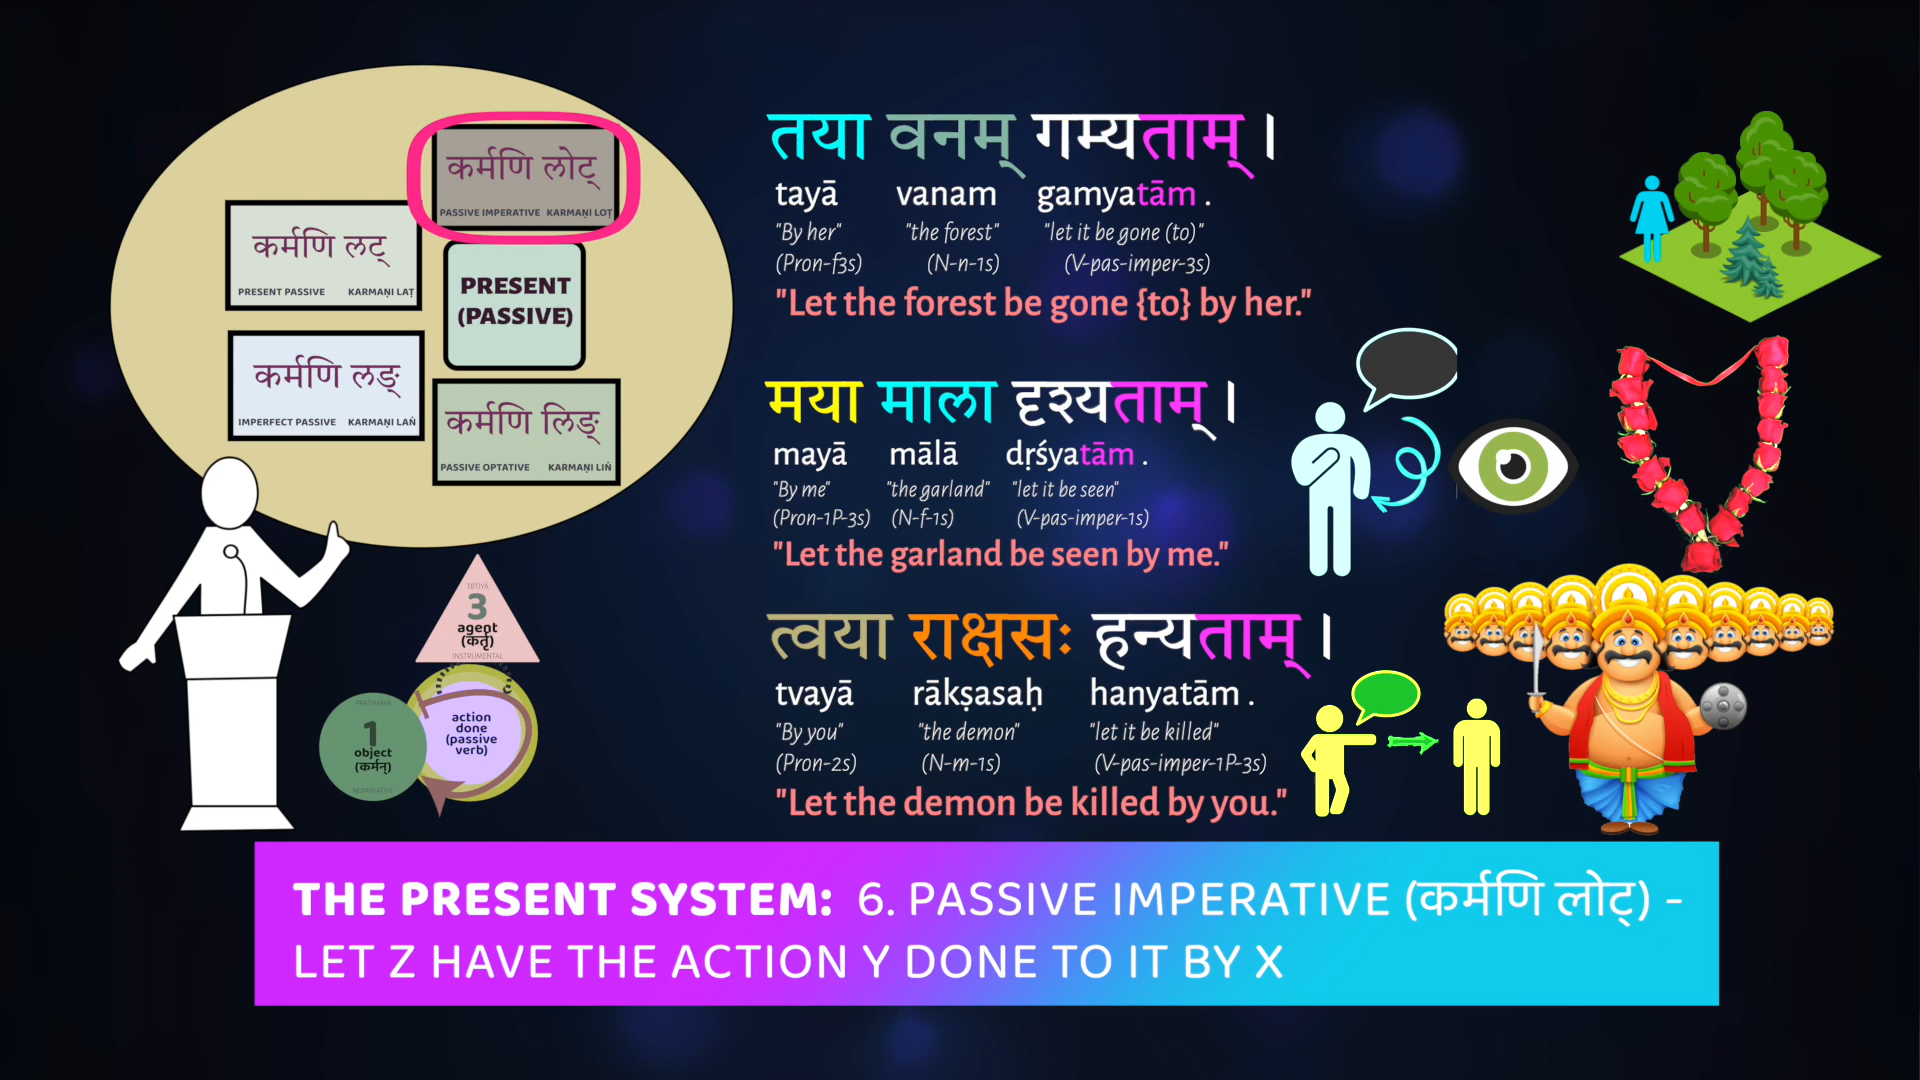 कर्मणि लोट्
PASSIVE IMPERATIVE KARMAṆI LOṬ
कर्मणि लट्
PRESENT PASSIVE KARMAṆI LAṬ
PRESENT
(PASSIVE)
कर्मणि लङ्
IMPERFECT PASSIVE KARMAṆI LAṄ
कर्मणि लिङ्
PASSIVE OPTATIVE KARMAṆI LIṄ
TṚTĪYĀ
3
agent
(कर्तृ)
INSTRUMENTAL
PRATHAMĀ
1
object
(कर्मन्)
NOMINATIVE
action
done
(passive
verb)
तया वनम् गम्यताम् ।
tayā vanam gamyatām .
"By her" "the forest" "let it be gone (to)"
(Pron-f3s) (N-n-1s) (V-pas-imper-3s)
"Let the forest be gone {to} by her."
मया माला दृश्यताम् ।
mayā mālā dṛśyatām .
"By me" "the garland" "let it be seen"
(Pron-1P-3s) (N-f-1s) (V-pas-imper-1s)
"Let the garland be seen by me."
त्वया राक्षसः हन्यताम् ।
tvayā rākṣasaḥ hanyatām .
"By you" "the demon" "let it be killed"
(Pron-2s) (N-m-1s) (V-pas-imper-1P-3s)
"Let the demon be killed by you."
THE PRESENT SYSTEM: 6. PASSIVE IMPERATIVE (कर्मणि लोट्) -
LET Z HAVE THE ACTION Y DONE TO IT BY X